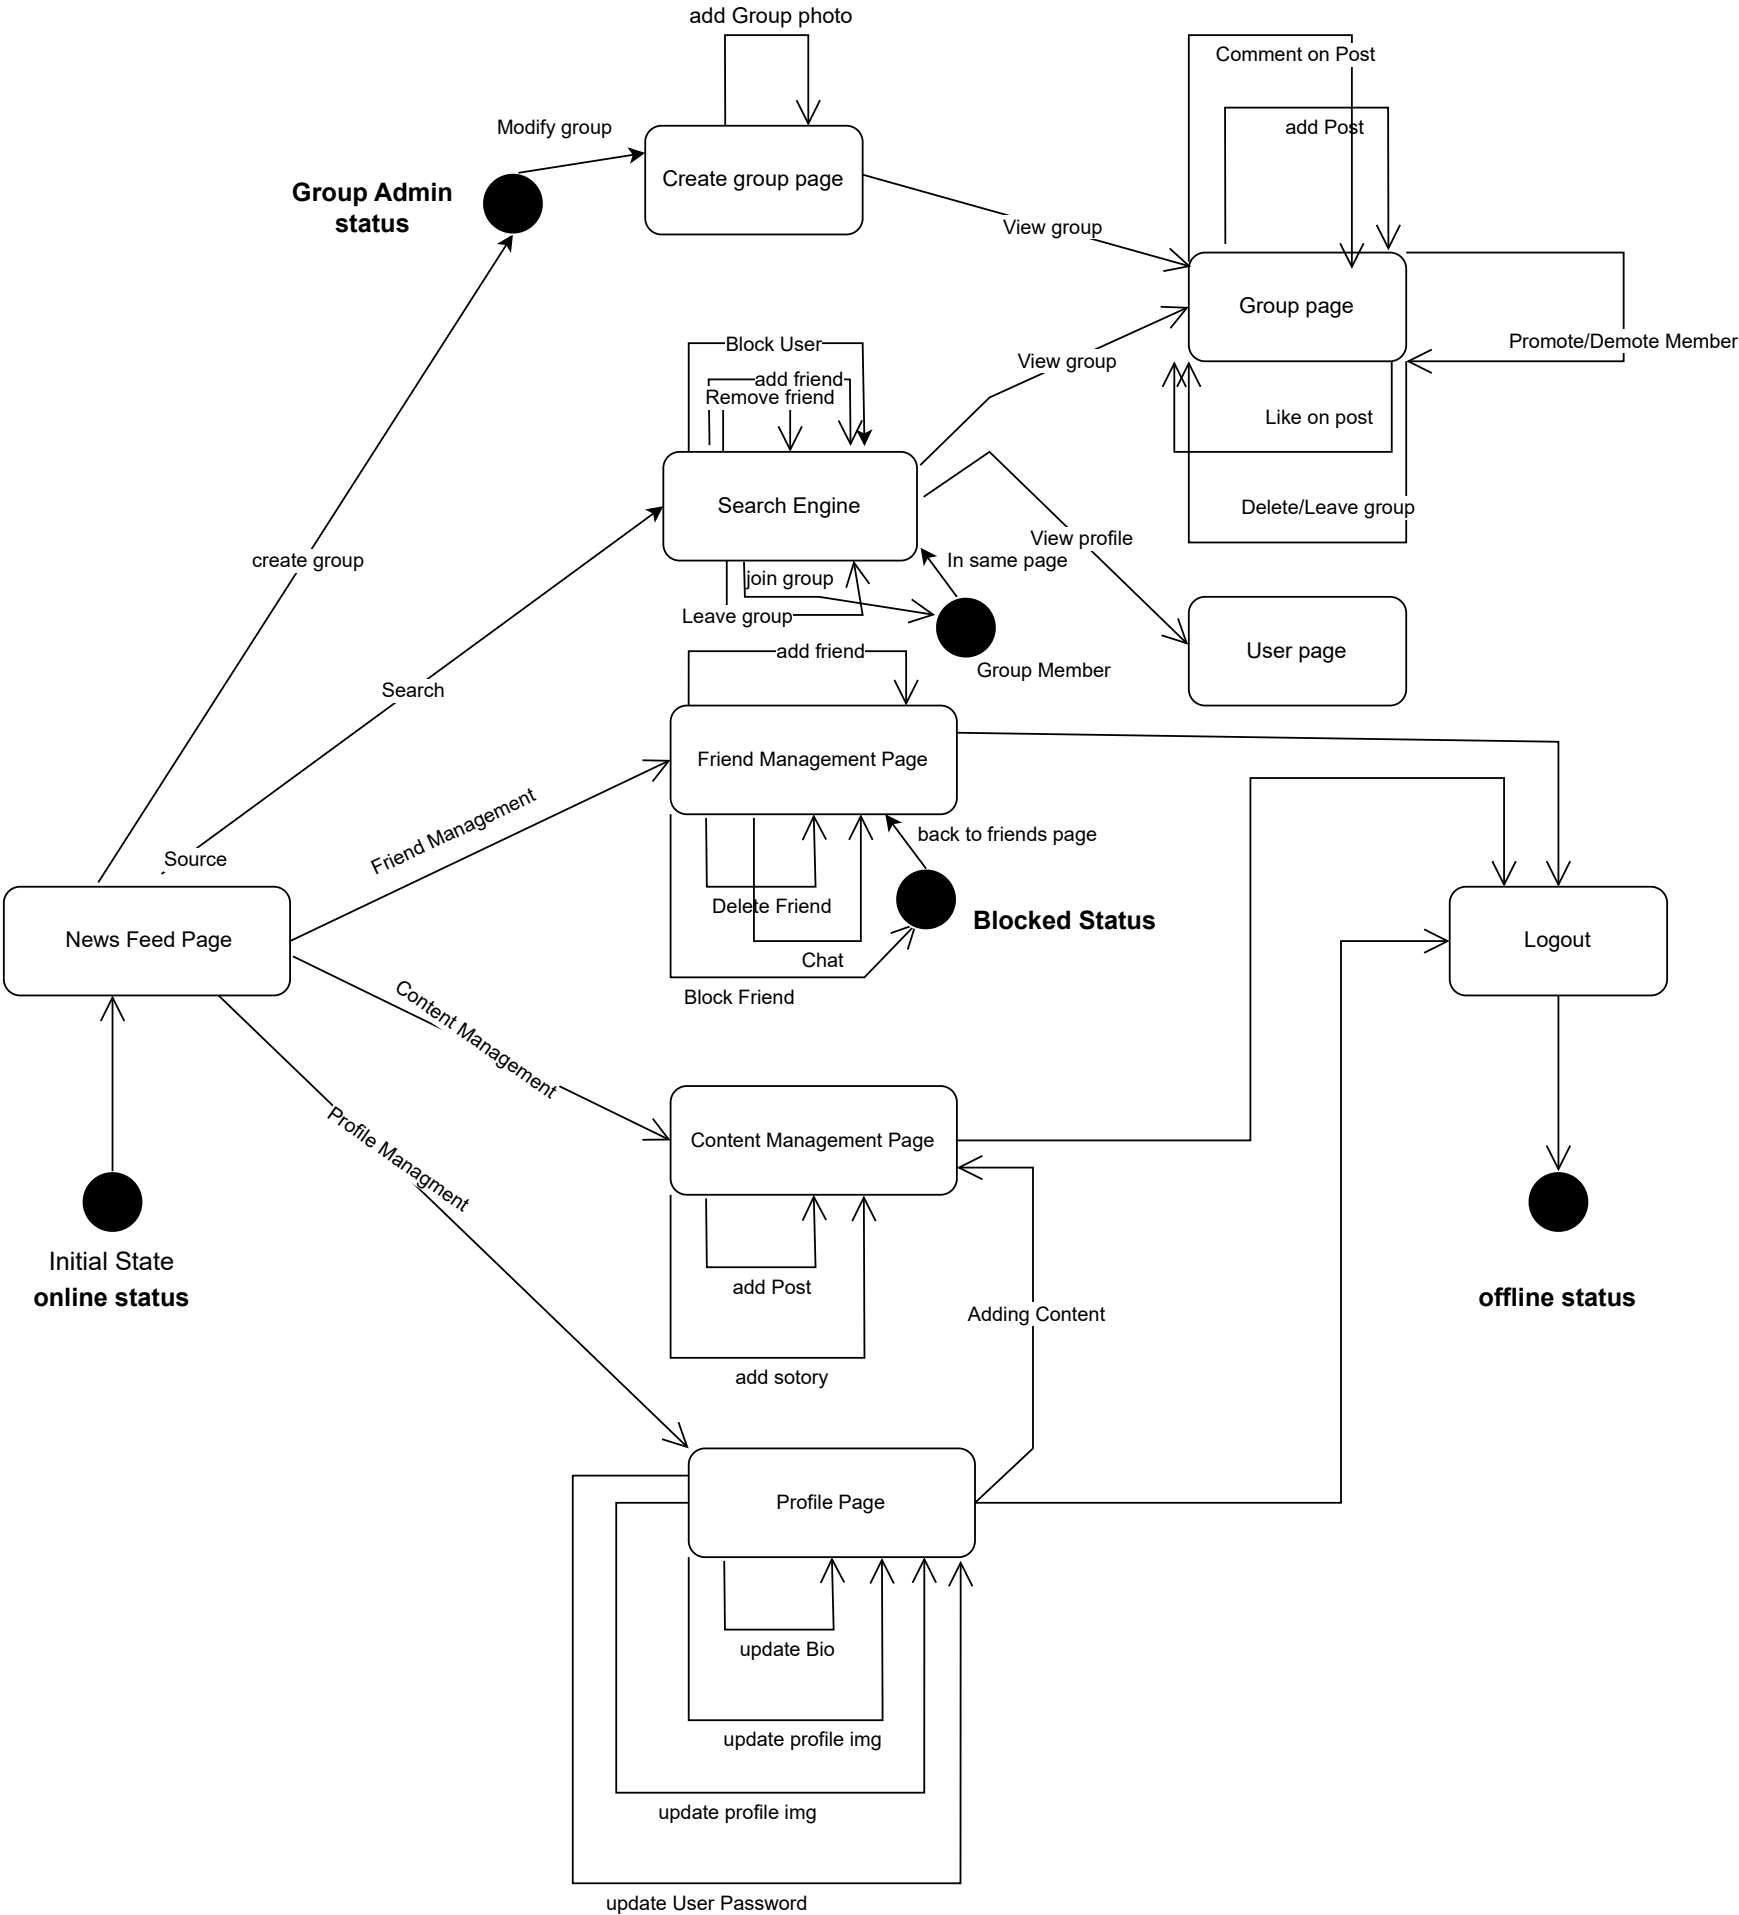 add Group photo
Comment on Post
add Post
Modify group
Create group page
Group Admin
status
View group
Group page
Promote/Demote Member
Block User
add friend
Remove friend
View group
Like on post
Search Engine
Delete/Leave group
View profile
In same page
create group
join group
Leave group
Group Member
User page
add friend
Search
Friend Management Page
Friend Management
back to friends page
Source
Delete Friend
Blocked Status
News Feed Page
Logout
Chat
Block Friend
Content Management
Profile Managment
Content Management Page
Initial State
online status
add Post
offline status
Adding Content
add sotory
Profile Page
update Bio
update profile img
update profile img
update User Password